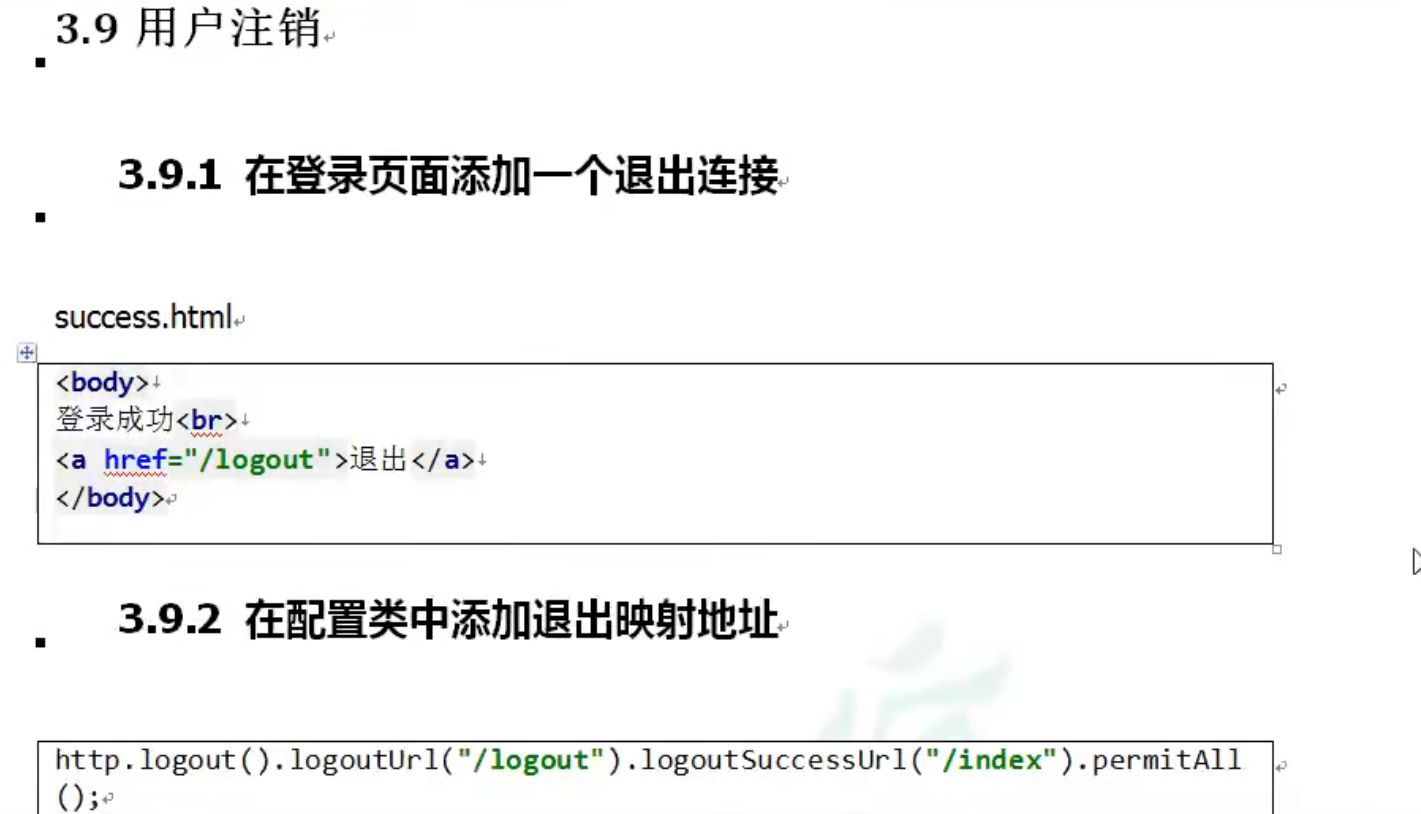 3.9 用户注销
3.9.1 在登录页面添加一个退出连接
success.html
<body>
登录成功<br>
<a href="/logout">退出</a>
</body>
3.9.2 在配置类中添加退出映射地址
http.logout().logoutUrl("/logout").logoutSuccessUrl("/index").permitAll
();